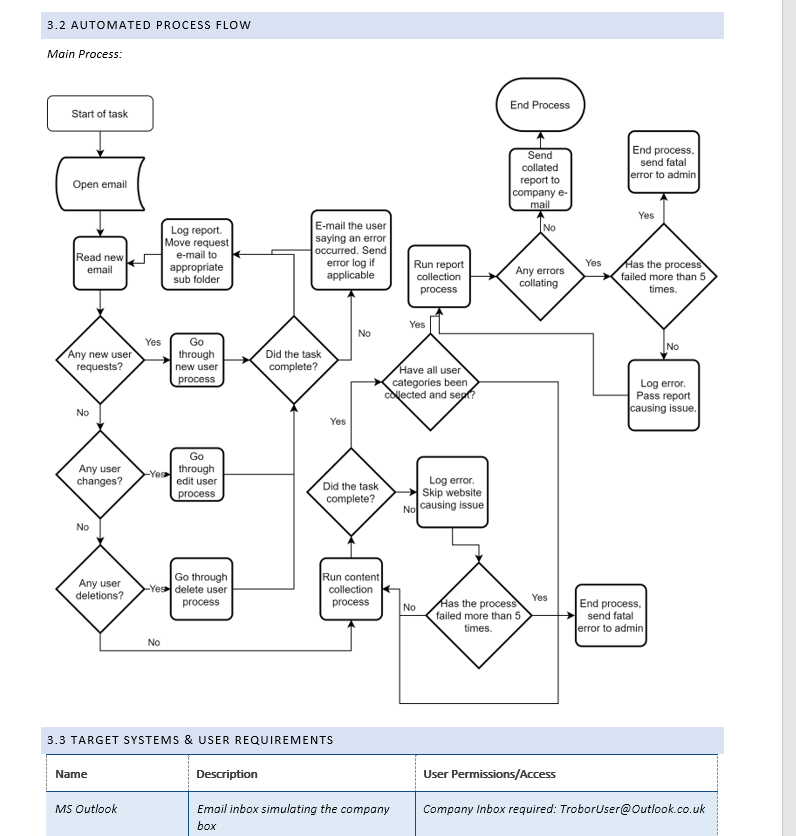 3.2 AUTOMATED PROCESS FLOW
Main Process:
Start of task
Open email
Read new
email
Log report.
Move request
e-mail to
appropriate
sub folder
E-mail the user
saying an error
occurred. Send
error log if
applicable
Any new user
requests?
Yes
Go
through
new user
process
Did the task
complete?
No
No
Any user
changes?
Yes
Go
through
edit user
process
No
Any user
deletions?
Yes
Go through
delete user
process
No
Run content
collection
process
Did the task
complete?
Yes
No
Log error.
Skip website
causing issue
Has the process
failed more than 5
times.
No
Yes
End process,
send fatal
error to admin
Have all user
categories been
collected and sent?
Yes
Run report
collection
process
Any errors
collating
No
Send
collated
report to
company e-
mail
End Process
Yes
Has the process
failed more than 5
times.
Yes
End process,
send fatal
error to admin
No
Log error.
Pass report
causing issue.
3.3 TARGET SYSTEMS & USER REQUIREMENTS
Name
Description
User Permissions/Access
MS Outlook
Email inbox simulating the company
box
Company Inbox required: TroborUser@Outlook.co.uk